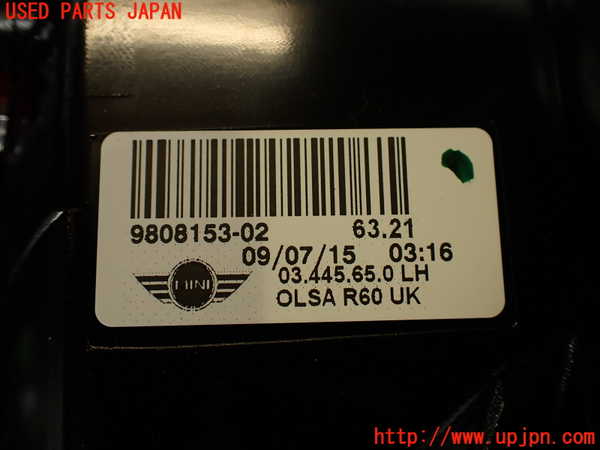 USED PARTS JAPAN
9808153-02 63.21
09/07/15 03:16
03.445.65.0 LH
MINI
OLSA R60 UK
http://www.upjpn.com/